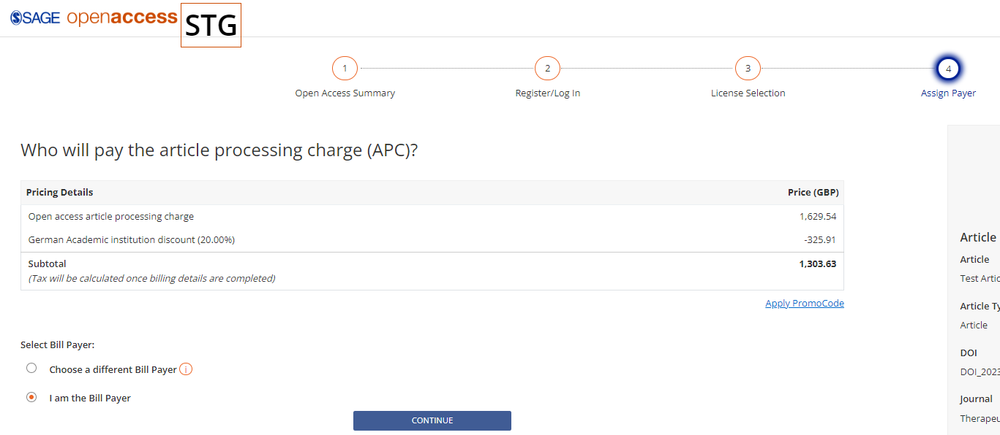 SAGE openaccess STG
1 2 3 4
Open Access Summary Register/Log In License Selection Assign Payer
Who will pay the article processing charge (APC)?
Pricing Details Price (GBP)
Open access article processing charge 1,629.54
German Academic institution discount (20.00%) -325.91
Subtotal 1,303.63
(Tax will be calculated once billing details are completed)
Apply PromoCode
Select Bill Payer:
Choose a different Bill Payer i
I am the Bill Payer
CONTINUE
Article
Article
Test Artic
Article Ty
Article
DOI
DOI_2023
Journal
Therapeu